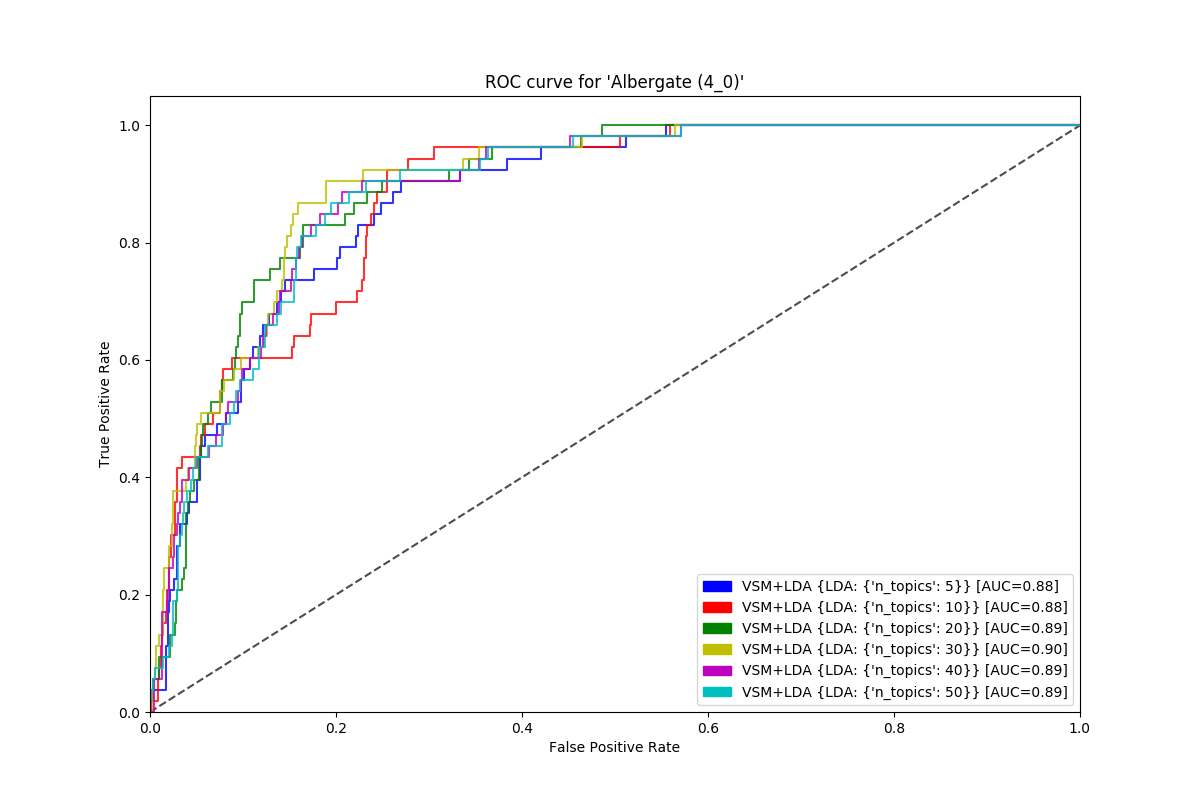 ROC curve for 'Albergate (4_0)'
1.0
0.8
0.6
0.4
0.2
0.0
True Positive Rate
0.0 0.2 0.4 0.6 0.8 1.0
False Positive Rate
VSM+LDA {LDA: {'n_topics': 5}} [AUC=0.88]
VSM+LDA {LDA: {'n_topics': 10}} [AUC=0.88]
VSM+LDA {LDA: {'n_topics': 20}} [AUC=0.89]
VSM+LDA {LDA: {'n_topics': 30}} [AUC=0.90]
VSM+LDA {LDA: {'n_topics': 40}} [AUC=0.89]
VSM+LDA {LDA: {'n_topics': 50}} [AUC=0.89]